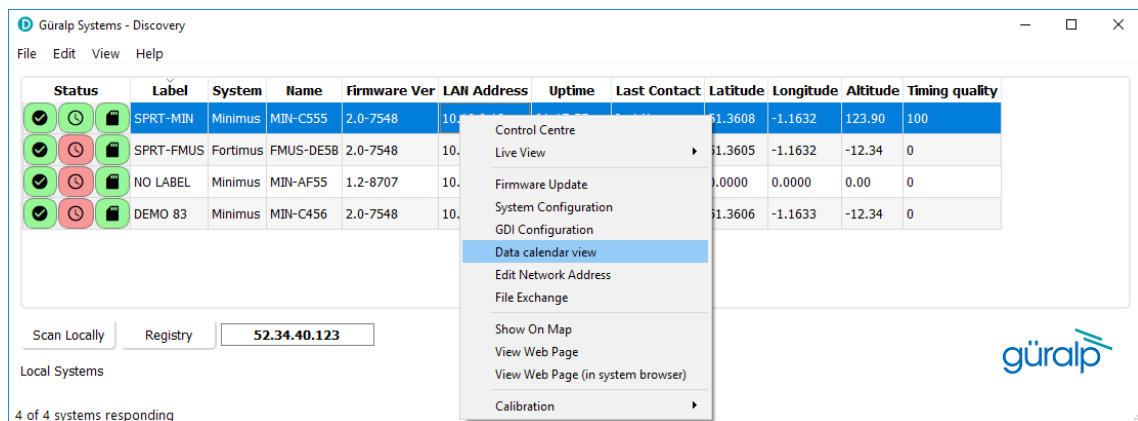 Güralp Systems - Discovery
File Edit View Help
Status Label System Name Firmware Ver LAN Address Uptime Last Contact Latitude Longitude Altitude Timing quality
SPRT-MIN Minimus MIN-C555 2.0-7548 51.3608 -1.1632 123.90 100
SPRT-FMUS Fortimus FMUS-DE5B 2.0-7548 10. 51.3605 -1.1632 -12.34 0
NO LABEL Minimus MIN-AF55 1.2-8707 10. 0.0000 0.00 0
DEMO 83 Minimus MIN-C456 2.0-7548 10. 51.3606 -1.1633 -12.34 0
Control Centre
Live View
Firmware Update
System Configuration
GDI Configuration
Data calendar view
Edit Network Address
File Exchange
Show On Map
View Web Page
View Web Page (in system browser)
Calibration
Scan Locally Registry 52.34.40.123
güralp
Local Systems
4 of 4 systems responding